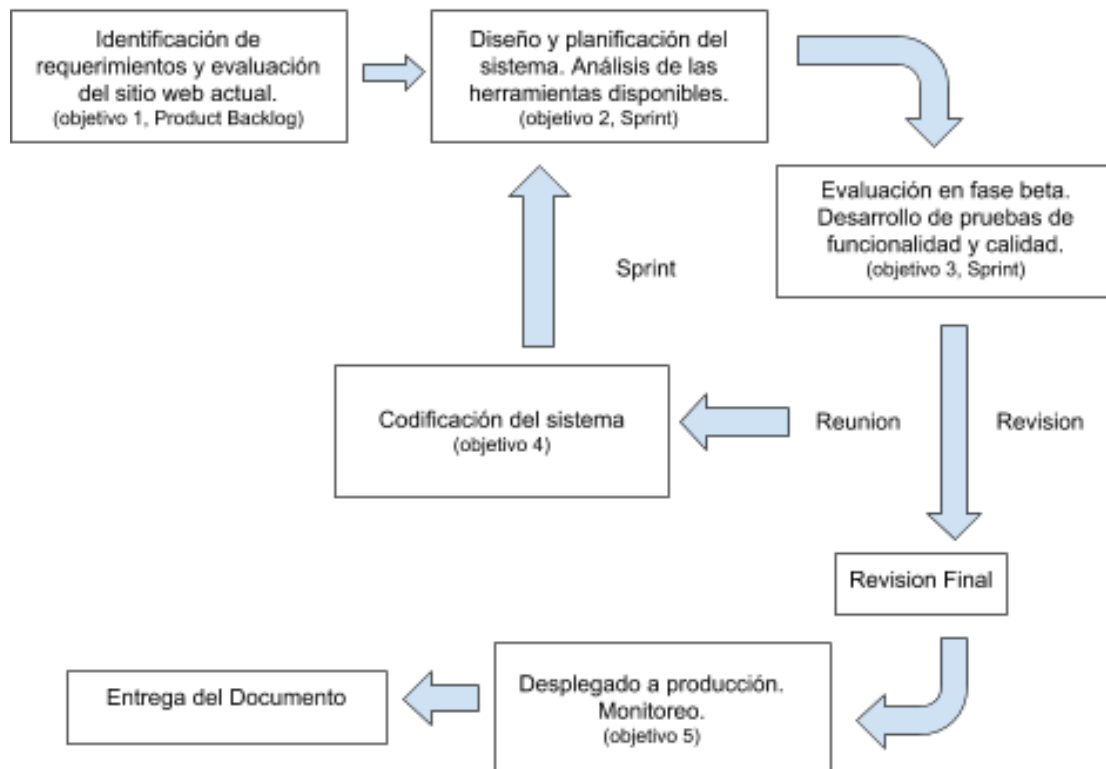 Identificación de
requerimientos y evaluación
del sitio web actual.
(objetivo 1, Product Backlog)
Diseño y planificación del
sistema. Análisis de las
herramientas disponibles.
(objetivo 2, Sprint)
Evaluación en fase beta.
Desarrollo de pruebas de
funcionalidad y calidad.
(objetivo 3, Sprint)
Sprint
Codificación del sistema
(objetivo 4)
Reunion
Revision
Revision Final
Desplegado a producción.
Monitoreo.
(objetivo 5)
Entrega del Documento